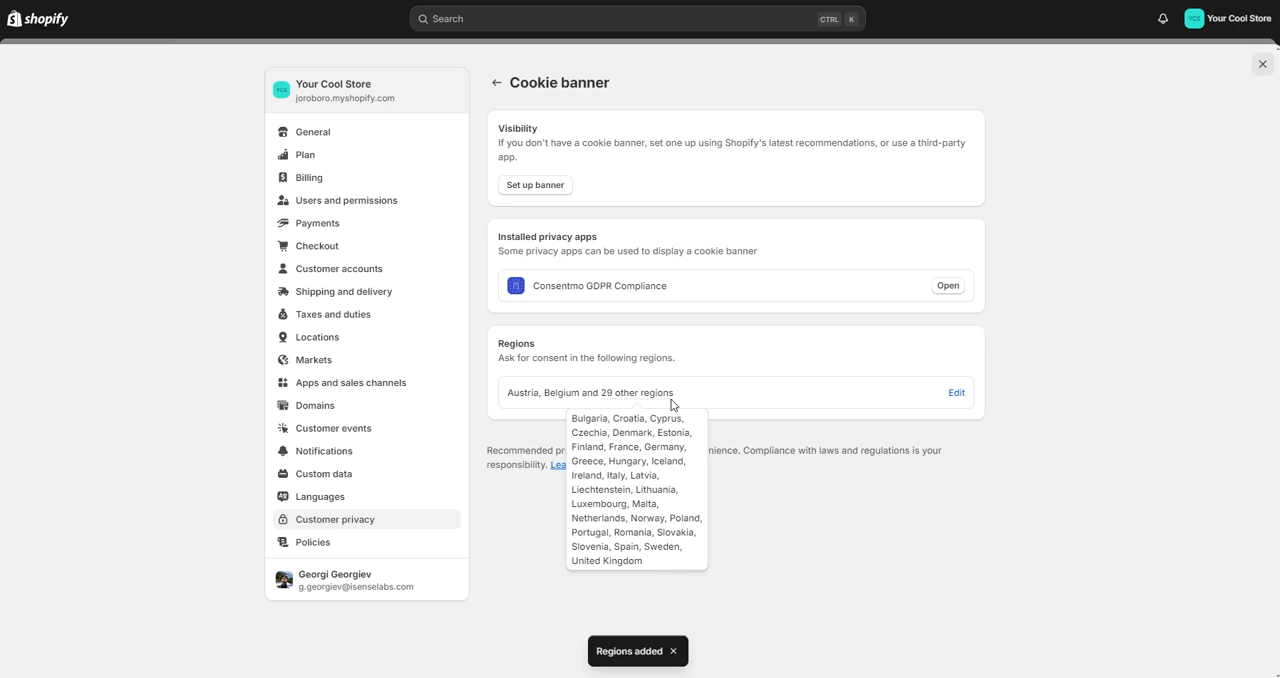 shopify
Search
CTRL K
YCS
Your Cool Store
YCS
Your Cool Store
joroboro.myshopify.com
General
Plan
Billing
Users and permissions
Payments
Checkout
Customer accounts
Shipping and delivery
Taxes and duties
Locations
Markets
Apps and sales channels
Domains
Customer events
Notifications
Custom data
Languages
Customer privacy
Policies
Georgi Georgiev
g.georgiev@isenselabs.com
Cookie banner
Visibility
If you don't have a cookie banner, set one up using Shopify's latest recommendations, or use a third-party
app.
Set up banner
Installed privacy apps
Some privacy apps can be used to display a cookie banner
Consentmo GDPR Compliance
Open
Regions
Ask for consent in the following regions.
Austria, Belgium and 29 other regions
Edit
Bulgaria, Croatia, Cyprus,
Czechia, Denmark, Estonia,
Finland, France, Germany,
Greece, Hungary, Iceland,
Ireland, Italy, Latvia,
Liechtenstein, Lithuania,
Luxembourg, Malta,
Netherlands, Norway, Poland,
Portugal, Romania, Slovakia,
Slovenia, Spain, Sweden,
United Kingdom
Recommended pr nience. Compliance with laws and regulations is your
responsibility. Lea
Regions added